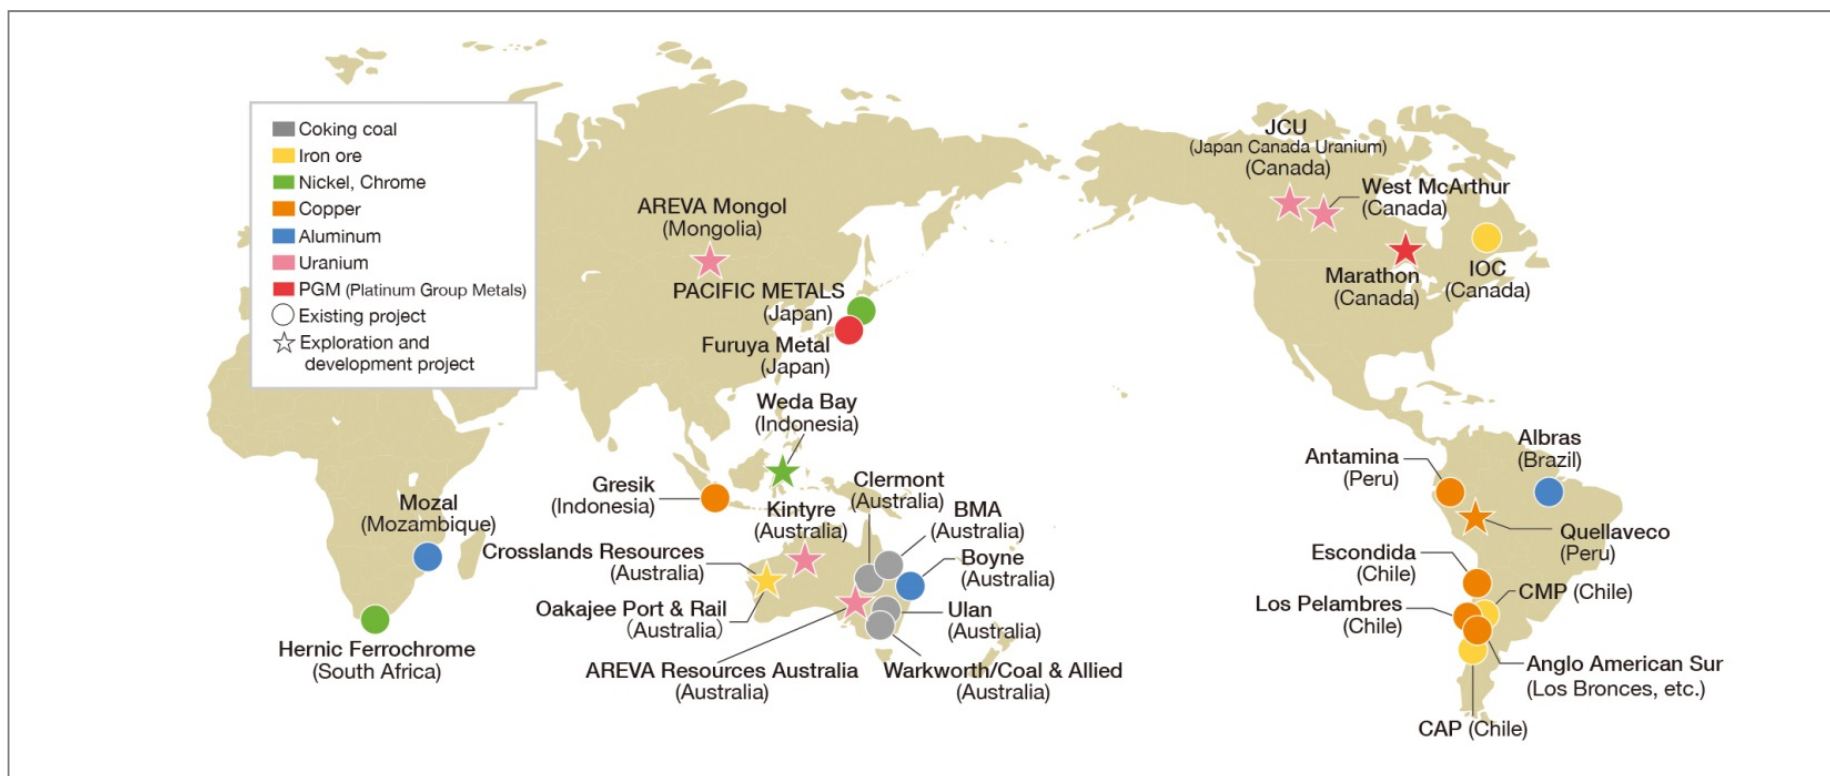 Coking coal
Iron ore
Nickel, Chrome
Copper
Aluminum
Uranium
PGM (Platinum Group Metals)
Existing project
Exploration and
development project
JCU
(Japan Canada Uranium)
(Canada)
West McArthur
(Canada)
AREVA Mongol
(Mongolia)
IOC
(Canada)
Marathon
(Canada)
PACIFIC METALS
(Japan)
Furuya Metal
(Japan)
Weda Bay
(Indonesia)
Albras
(Brazil)
Antamina
(Peru)
Clermont
(Australia)
Gresik
(Indonesia)
Mozal
(Mozambique)
Kintyre
(Australia)
BMA
(Australia)
Quellaveco
(Peru)
Crosslands Resources
(Australia)
Boyne
(Australia)
Escondida
(Chile)
CMP (Chile)
Oakajee Port & Rail
(Australia)
Ulan
(Australia)
Los Pelambres
(Chile)
Hernic Ferrochrome
(South Africa)
AREVA Resources Australia
(Australia)
Warkworth/Coal & Allied
(Australia)
Anglo American Sur
(Los Bronces, etc.)
CAP (Chile)